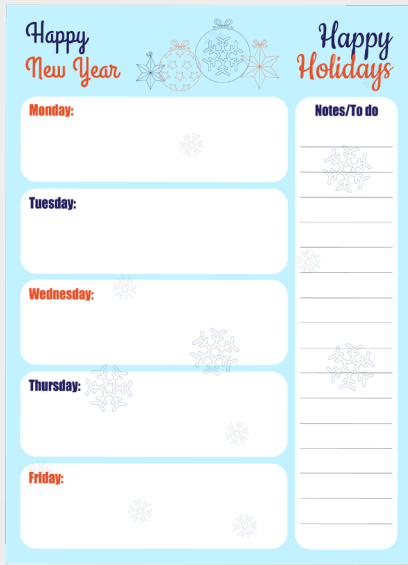 Happy
New Year
Happy
Holidays
Monday:
Notes/To do
Tuesday:
Wednesday:
Thursday:
Friday: